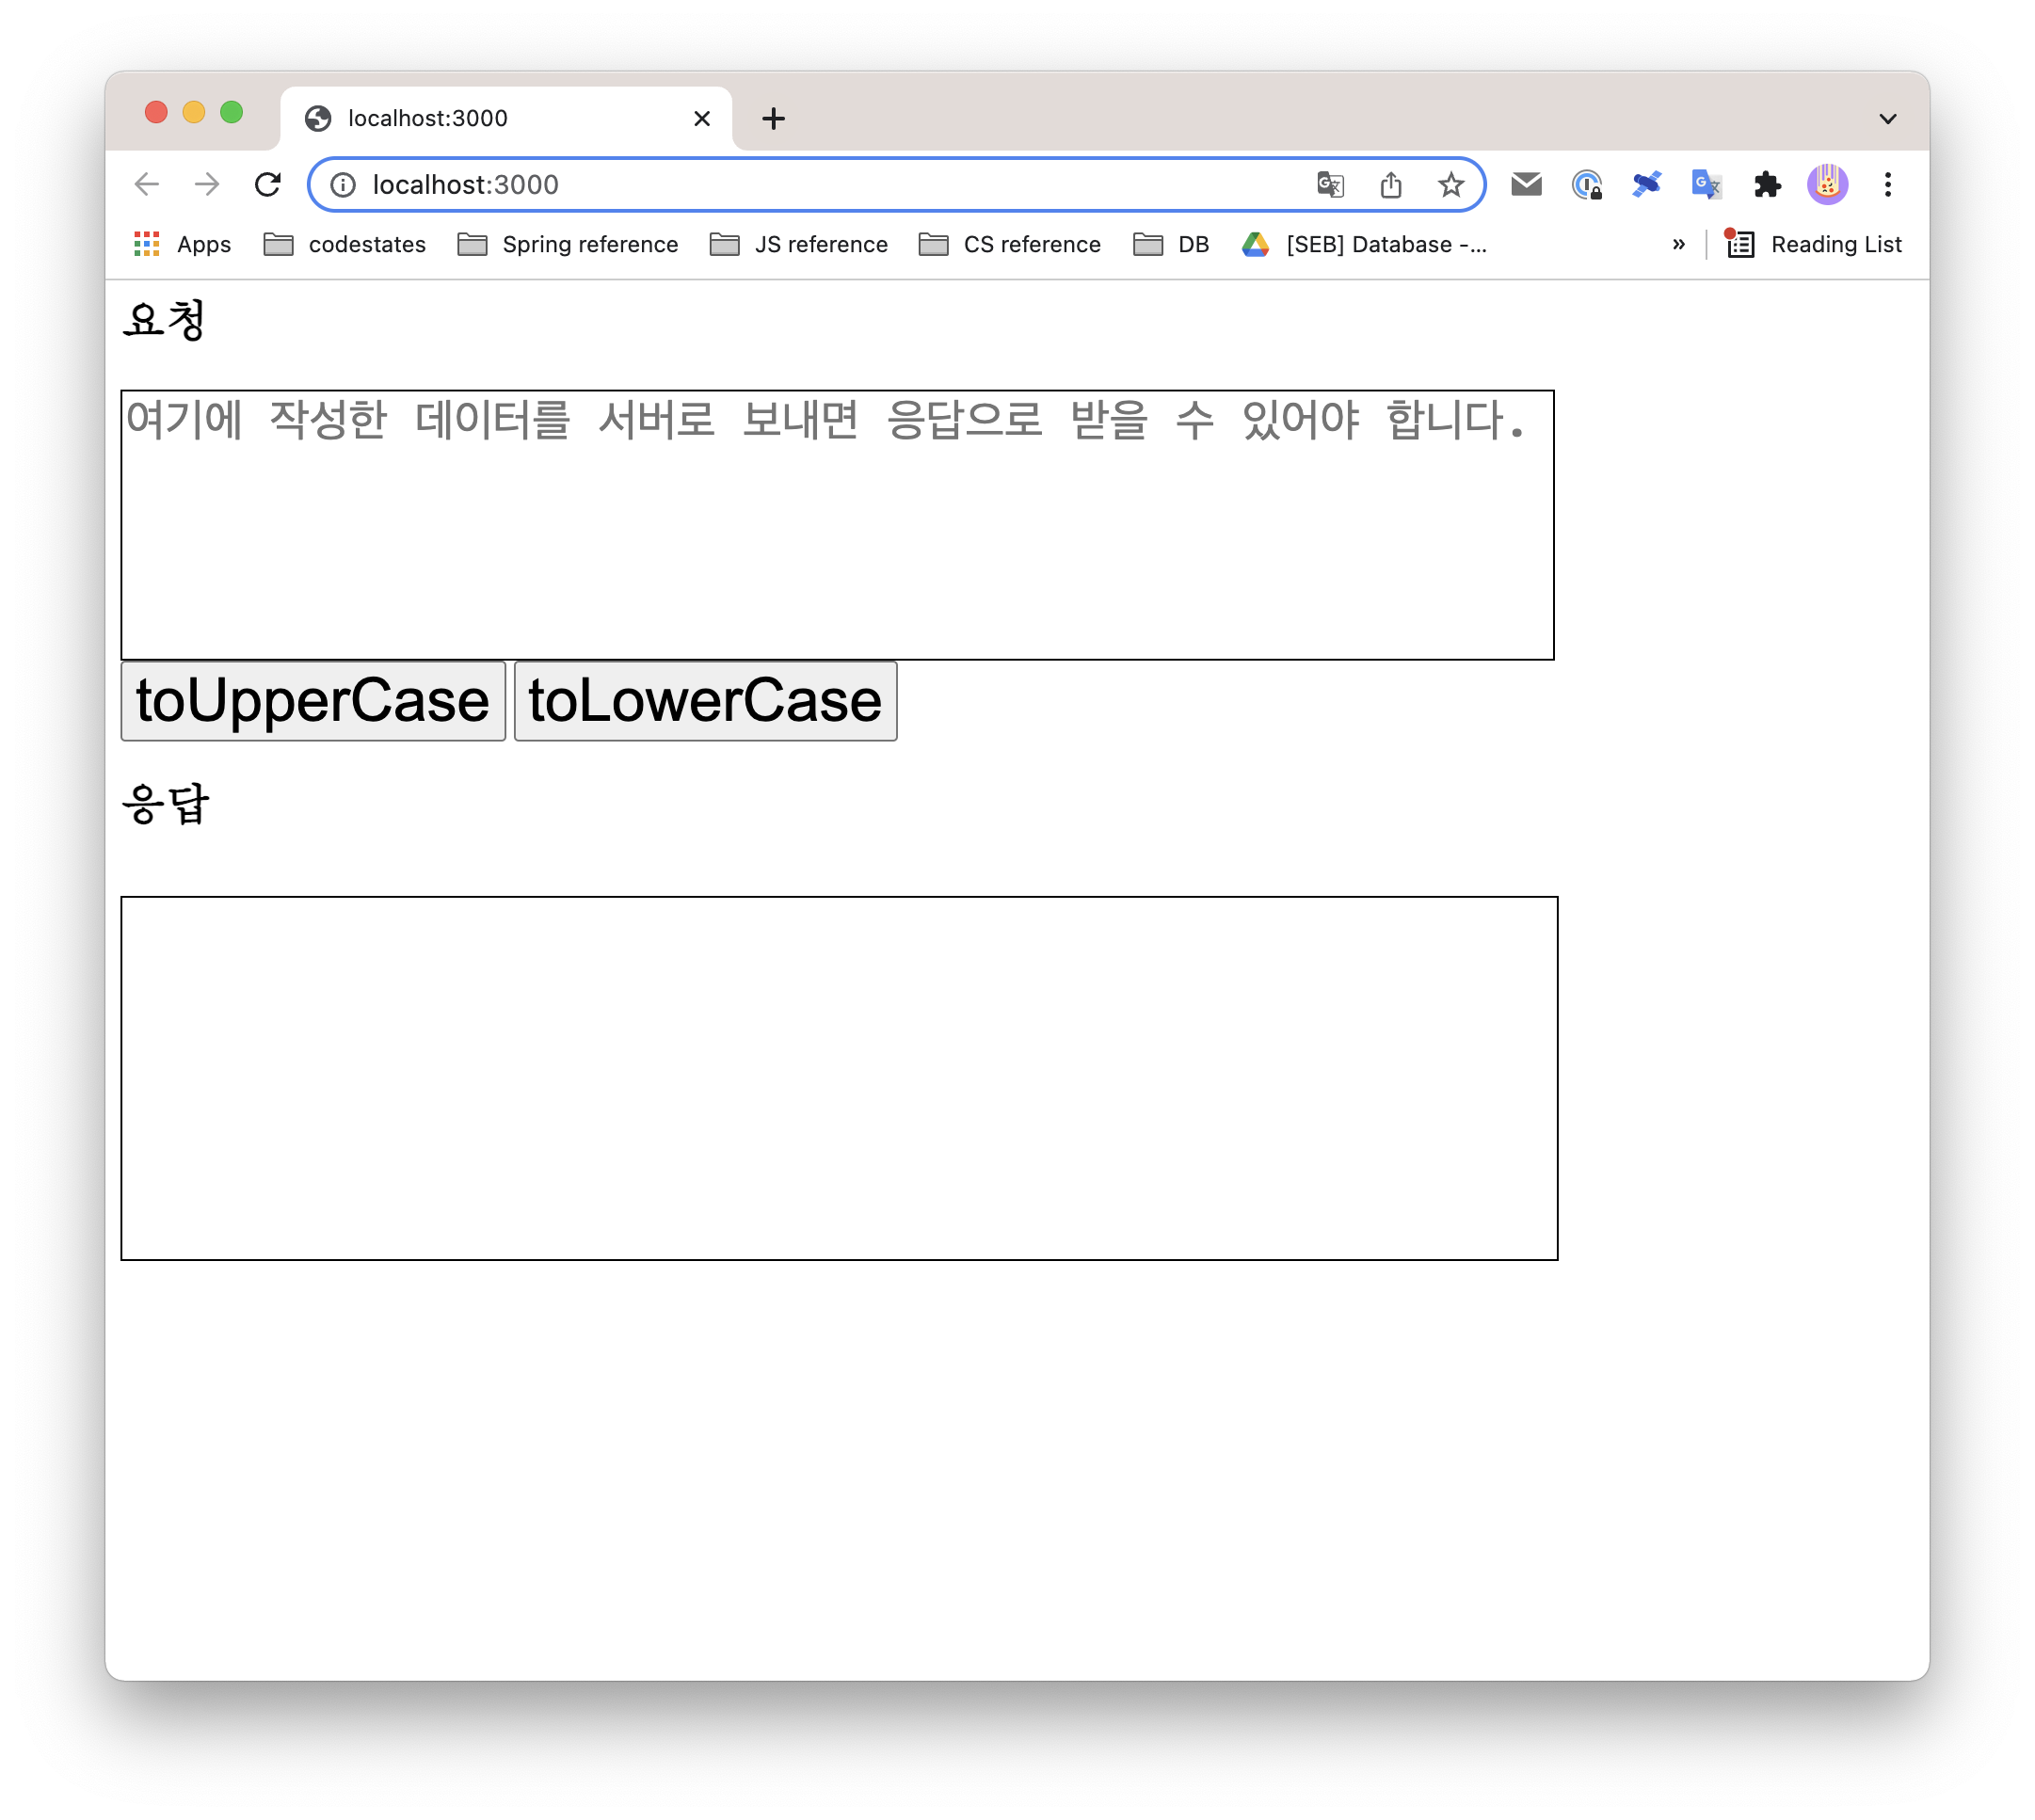 localhost:3000
localhost:3000
Apps codestates Spring reference JS reference CS reference DB [SEB] Database -... » Reading List
요청
여기에 작성한 데이터를 서버로 보내면 응답으로 받을 수 있어야 합니다.
toUpperCase toLowerCase
응답